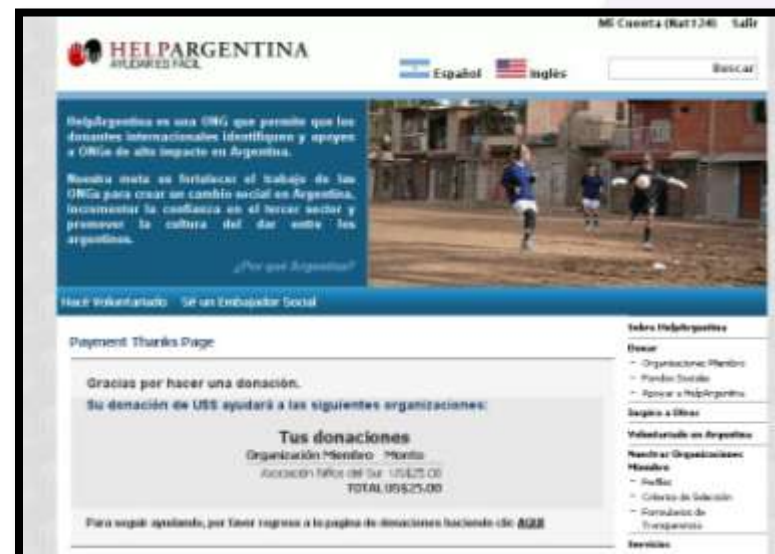 Mi Cuenta (Nat124) Salir
HELPARGENTINA
AYUDAR ES FÁCIL
Español Inglés
Buscar
HelpArgentina es una ONG que permite que los
donantes internacionales identifiquen y apoyen
a ONGs de alto impacto en Argentina.
Nuestra meta es fortalecer el trabajo de las
ONGs para crear un cambio social en Argentina,
incrementar la confianza en el tercer sector y
promover la cultura del dar entre los
argentinos.
¿Por qué Argentina?
Hacé Voluntariado Sé un Embajador Social
Payment Thanks Page
Gracias por hacer una donación.
Su donación de US$ ayudará a las siguientes organizaciones:
Tus donaciones
Organización Miembro Monto
Asociación Niños del Sur US$25.00
TOTAL US$25.00
Para seguir ayudando, por favor regrese a la pagina de donaciones haciendo clic AQUI
Sobre HelpArgentina
Donar
- Organizaciones Miembro
- Fondos Sociales
- Apoyar a HelpArgentina
Inspire a Otros
Voluntariado en Argentina
Nuestras Organizaciones
Miembro
- Perfiles
- Criterios de Selección
- Formularios de
Transparencia
Servicios